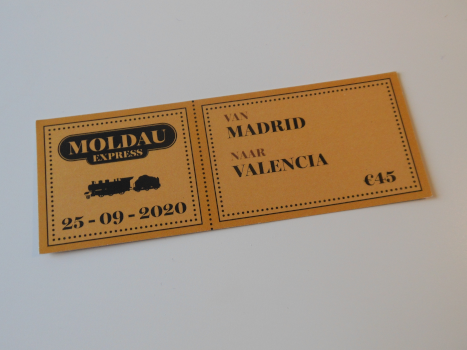 MOLDAU
EXPRESS
25-09-2020
VAN
MADRID
NAAR
VALENCIA
€45